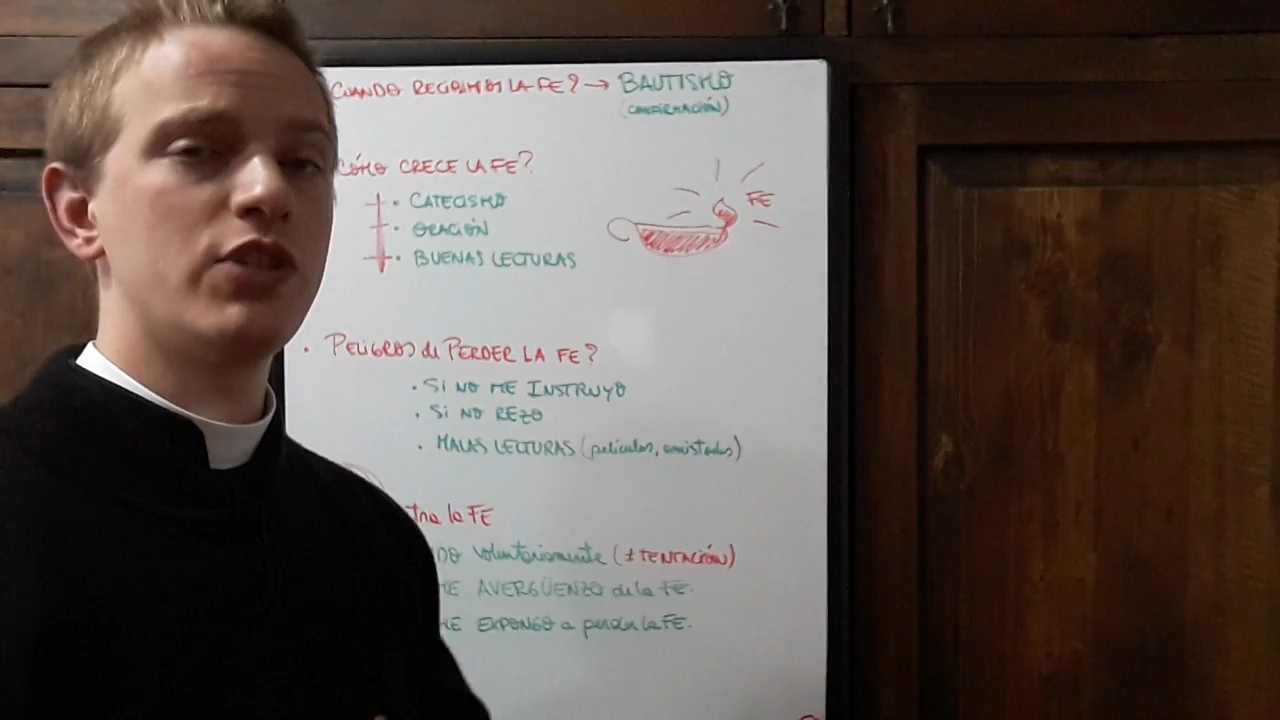 CUANDO RECIBIMOS LA FE? → BAUTISMO
(CONFIRMACIÓN)
CÓMO CRECE LA FE?
• CATECISMO
• ORACIÓN
• BUENAS LECTURAS
FE
• PELIGROS de PERDER LA FE?
• SI NO ME INSTRUYO
• SI NO REZO
• MALAS LECTURAS (películas, amistades)
la FE
voluntariamente (≠ TENTACIÓN)
ME AVERGÜENZO de la FE.
ME EXPONGO a perder la FE.